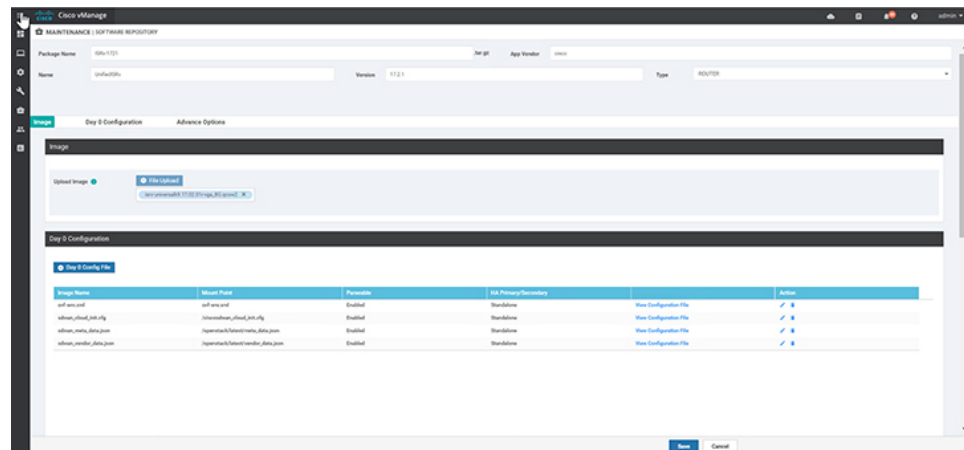 Cisco vManage
admin
MAINTENANCE | SOFTWARE REPOSITORY
Package Name ISRv-1721 .tar.gz App Vendor cisco
Name UnifiedISRv Version 17.2.1 Type ROUTER
Image Day 0 Configuration Advance Options
Image
Upload Image File Upload
Day 0 Configuration
Day 0 Config File
Image Name Mount Point Parseable HA Primary/Secondary Action
ovf-env.xml ovf-env.xml Enabled Standalone View Configuration File
sdwan_cloud_init.cfg /ciscosdwan_cloud_init.cfg Enabled Standalone View Configuration File
sdwan_meta_data.json /openstack/latest/meta_data.json Enabled Standalone View Configuration File
sdwan_vendor_data.json /openstack/latest/vendor_data.json Enabled Standalone View Configuration File
Save Cancel